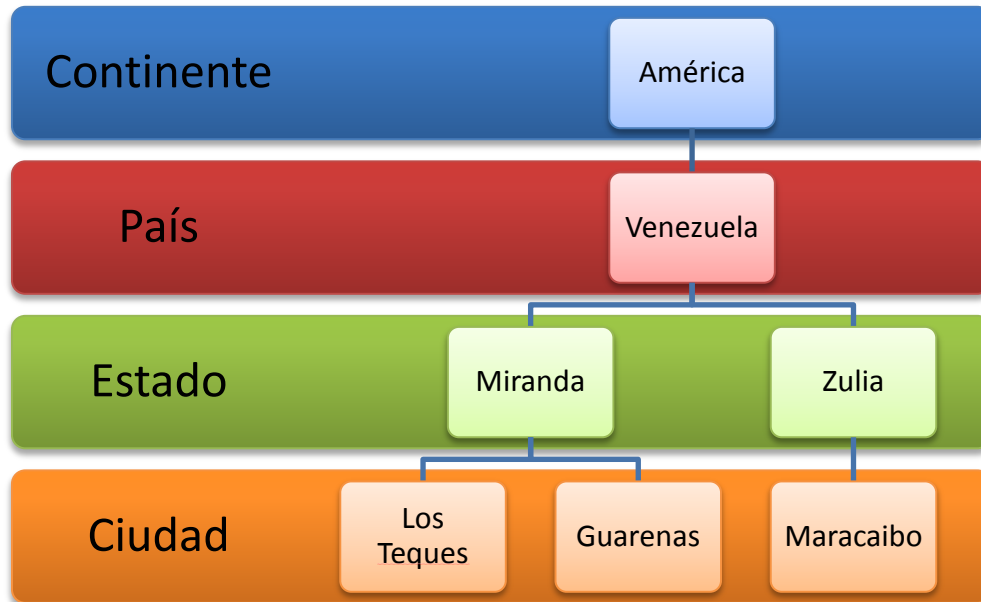 Continente
América
País
Venezuela
Estado
Miranda
Zulia
Ciudad
Los
Teques
Guarenas
Maracaibo